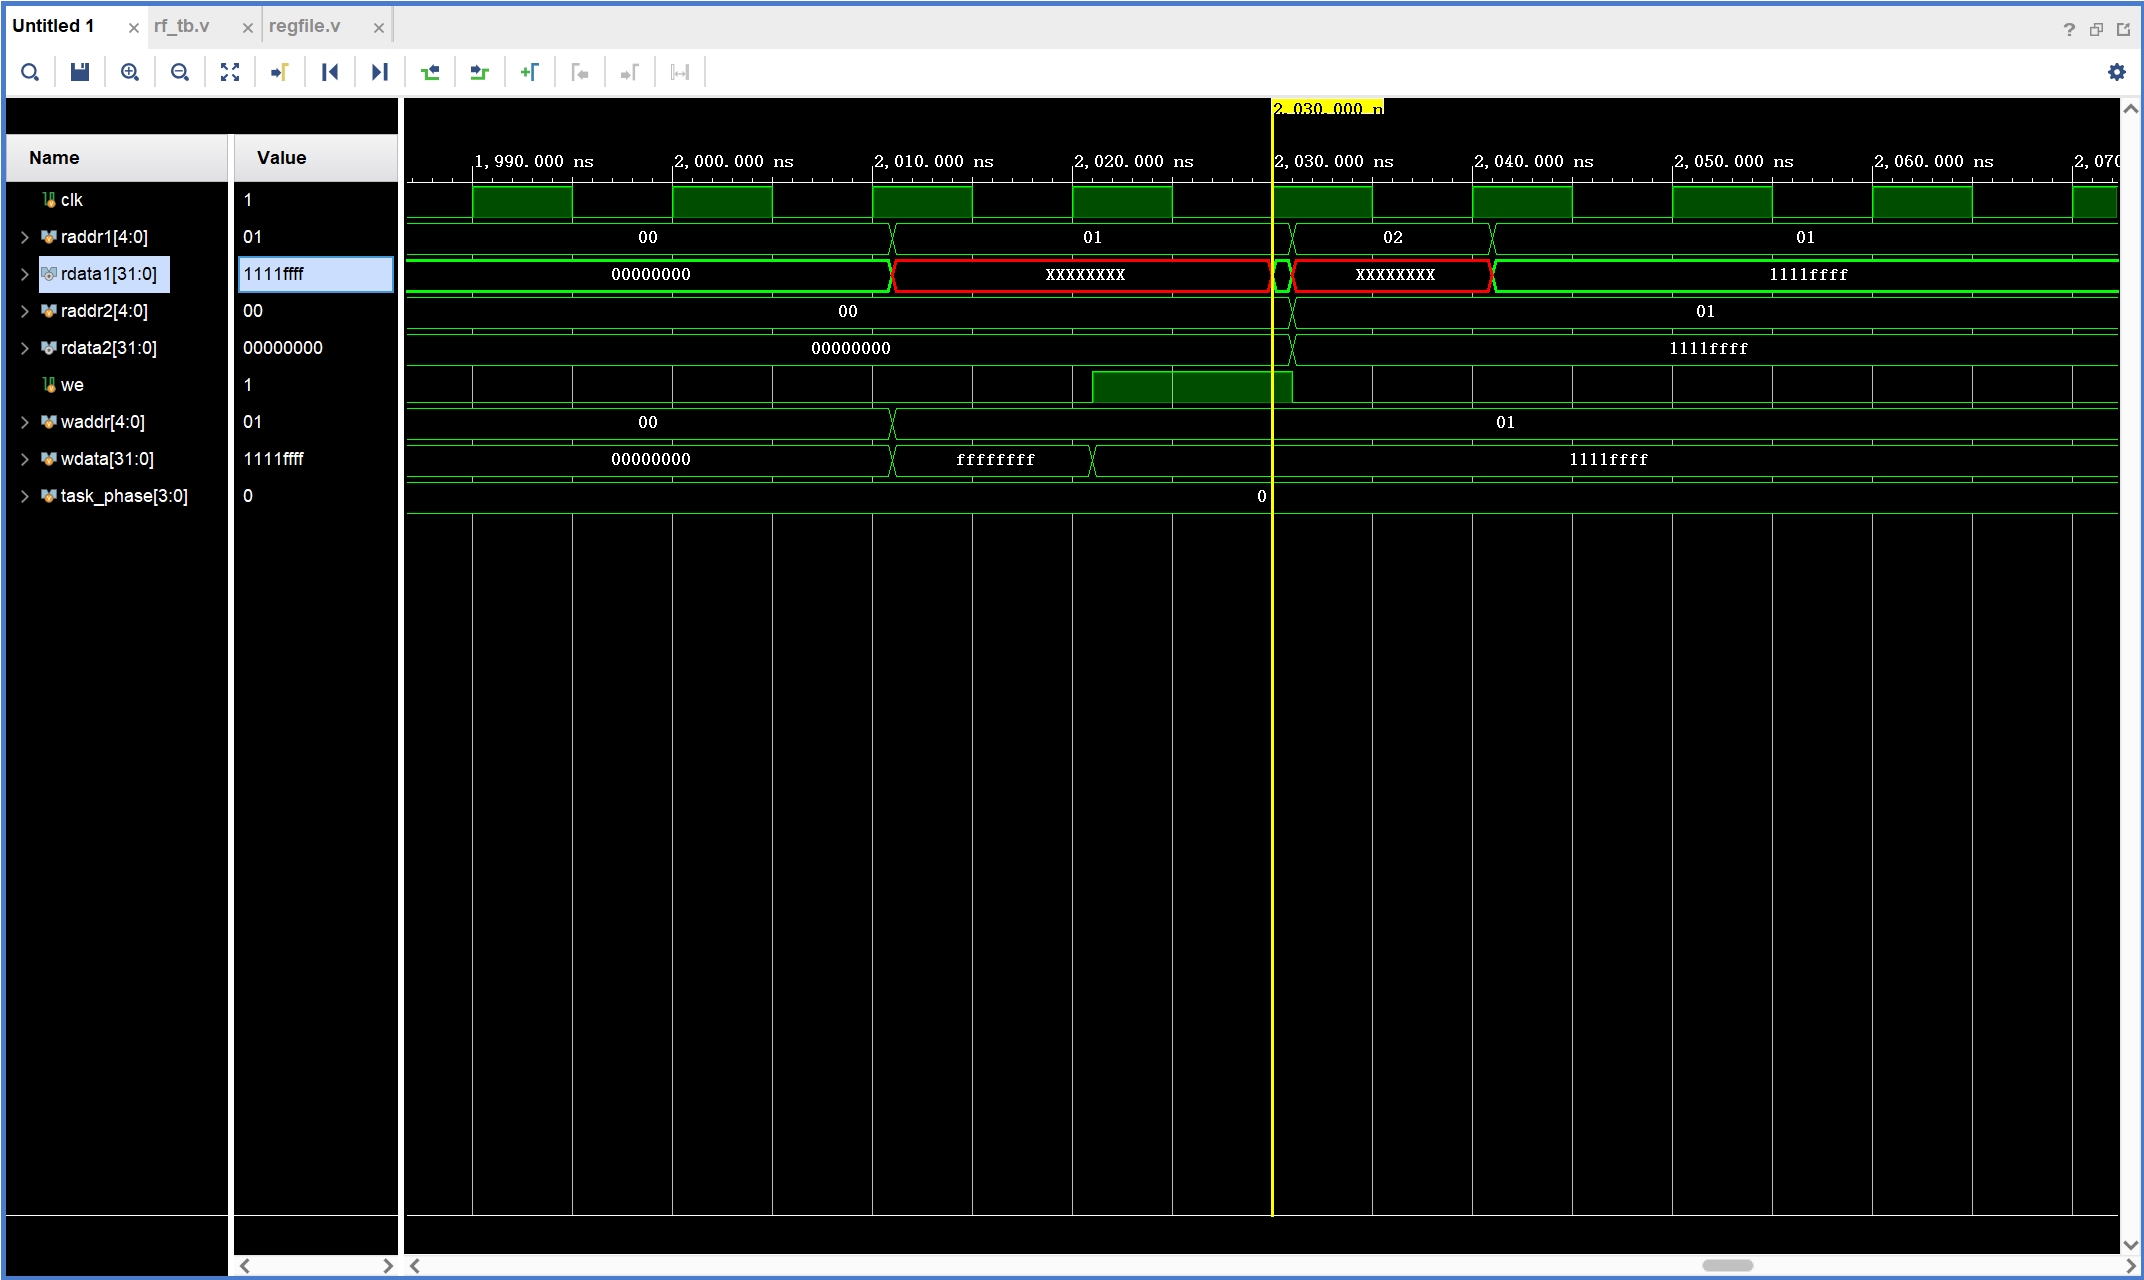 Untitled 1 × rf_tb.v × regfile.v ×
?
2,030.000 n
Name Value
1,990.000 ns 2,000.000 ns 2,010.000 ns 2,020.000 ns 2,030.000 ns 2,040.000 ns 2,050.000 ns 2,060.000 ns 2,070
clk 1
raddr1[4:0] 01 00 01 02 01
rdata1[31:0] 1111ffff 00000000 XXXXXXXX XXXXXXXX 1111ffff
raddr2[4:0] 00 00 01
rdata2[31:0] 00000000 00000000 1111ffff
we 1
waddr[4:0] 01 00 01
wdata[31:0] 1111ffff 00000000 ffffffff 1111ffff
task_phase[3:0] 0 0